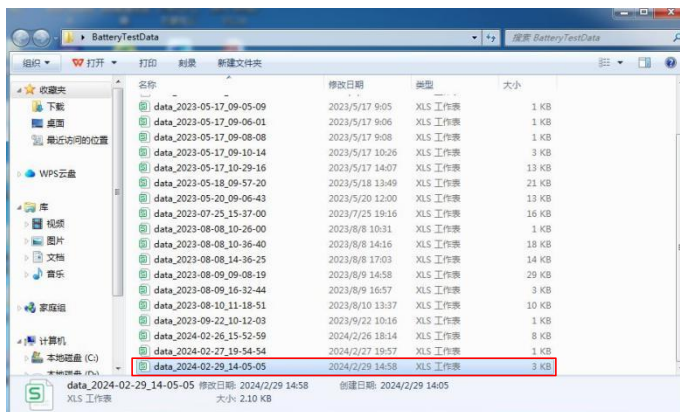 BatteryTestData
搜索 BatteryTestData
组织 打开 打印 刻录 新建文件夹
名称 修改日期 类型 大小
收藏夹
下载
桌面
最近访问的位置
WPS云盘
库
视频
图片
文档
音乐
家庭组
计算机
本地磁盘 (C:)
data_2023-05-17_09-05-09 2023/5/17 9:05 XLS 工作表 1 KB
data_2023-05-17_09-06-01 2023/5/17 9:06 XLS 工作表 1 KB
data_2023-05-17_09-08-08 2023/5/17 9:08 XLS 工作表 1 KB
data_2023-05-17_09-10-14 2023/5/17 10:26 XLS 工作表 3 KB
data_2023-05-17_10-29-16 2023/5/17 14:07 XLS 工作表 13 KB
data_2023-05-18_09-57-20 2023/5/18 13:49 XLS 工作表 21 KB
data_2023-05-20_09-06-43 2023/5/20 12:00 XLS 工作表 13 KB
data_2023-07-25_15-37-00 2023/7/25 19:16 XLS 工作表 16 KB
data_2023-08-08_10-26-00 2023/8/8 10:31 XLS 工作表 1 KB
data_2023-08-08_10-36-40 2023/8/8 14:16 XLS 工作表 18 KB
data_2023-08-08_14-36-25 2023/8/8 17:03 XLS 工作表 14 KB
data_2023-08-09_09-08-19 2023/8/9 14:58 XLS 工作表 29 KB
data_2023-08-09_16-32-44 2023/8/9 16:57 XLS 工作表 3 KB
data_2023-08-10_11-18-51 2023/8/10 13:37 XLS 工作表 10 KB
data_2023-09-22_10-12-03 2023/9/22 10:16 XLS 工作表 1 KB
data_2024-02-26_15-52-59 2024/2/26 18:14 XLS 工作表 8 KB
data_2024-02-27_19-54-54 2024/2/27 19:57 XLS 工作表 1 KB
data_2024-02-29_14-05-05 2024/2/29 14:58 XLS 工作表 3 KB
data_2024-02-29_14-05-05 修改日期: 2024/2/29 14:58 创建日期: 2024/2/29 14:05
XLS 工作表 大小: 2.10 KB